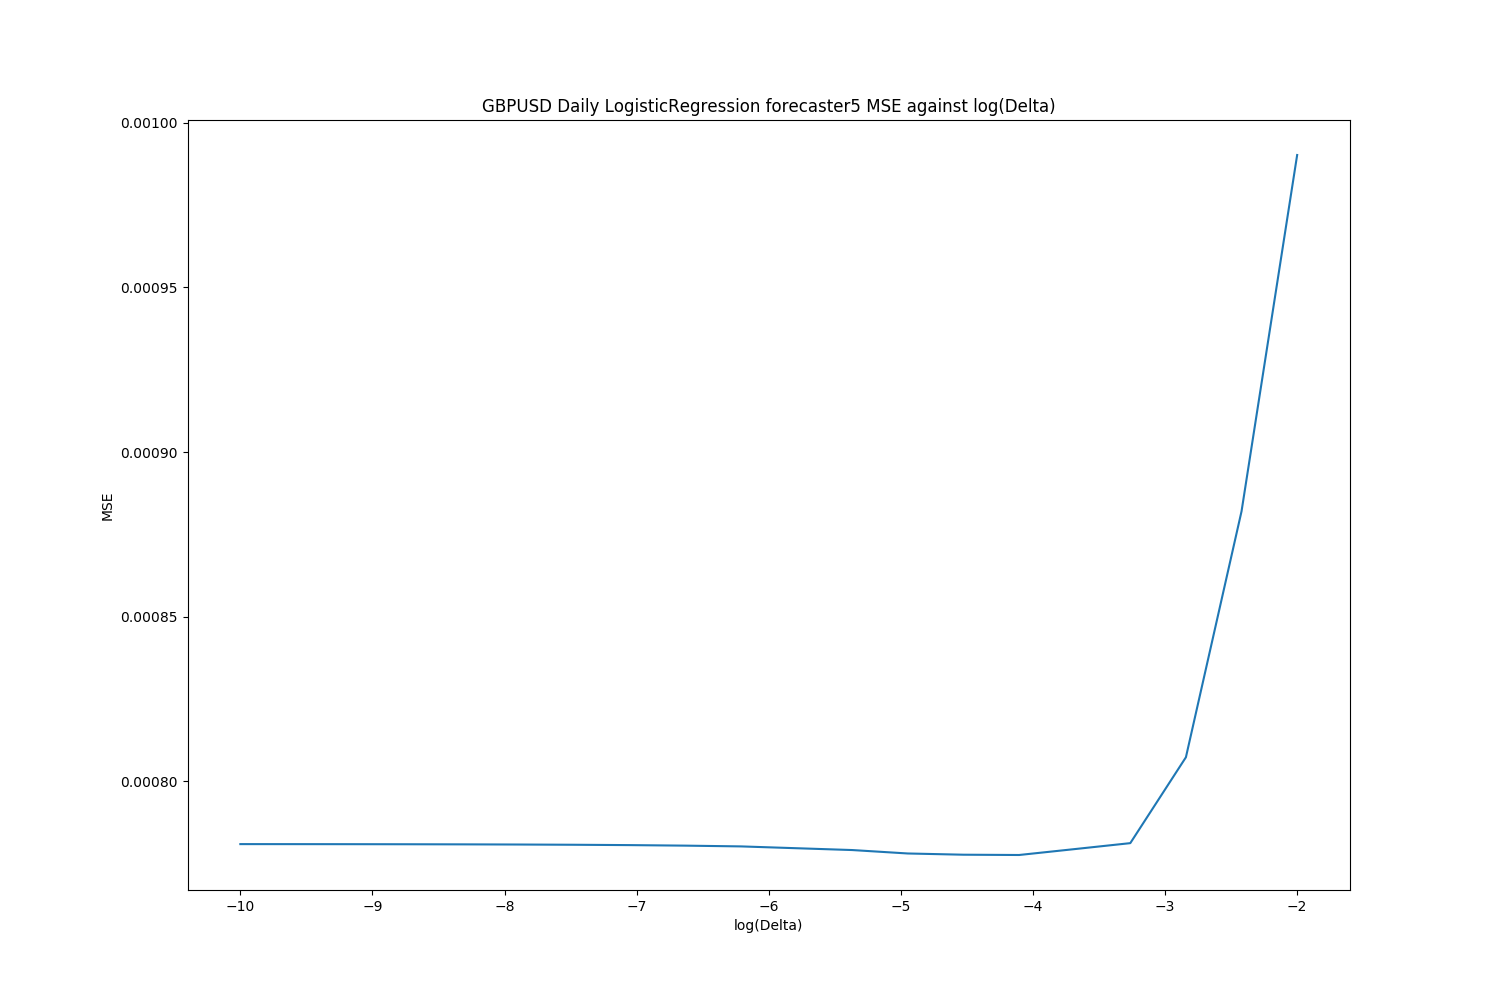 GBPUSD Daily LogisticRegression forecaster5 MSE against log(Delta)
0.00100
0.00095
0.00090
0.00085
0.00080
MSE
−10 −9 −8 −7 −6 −5 −4 −3 −2
log(Delta)